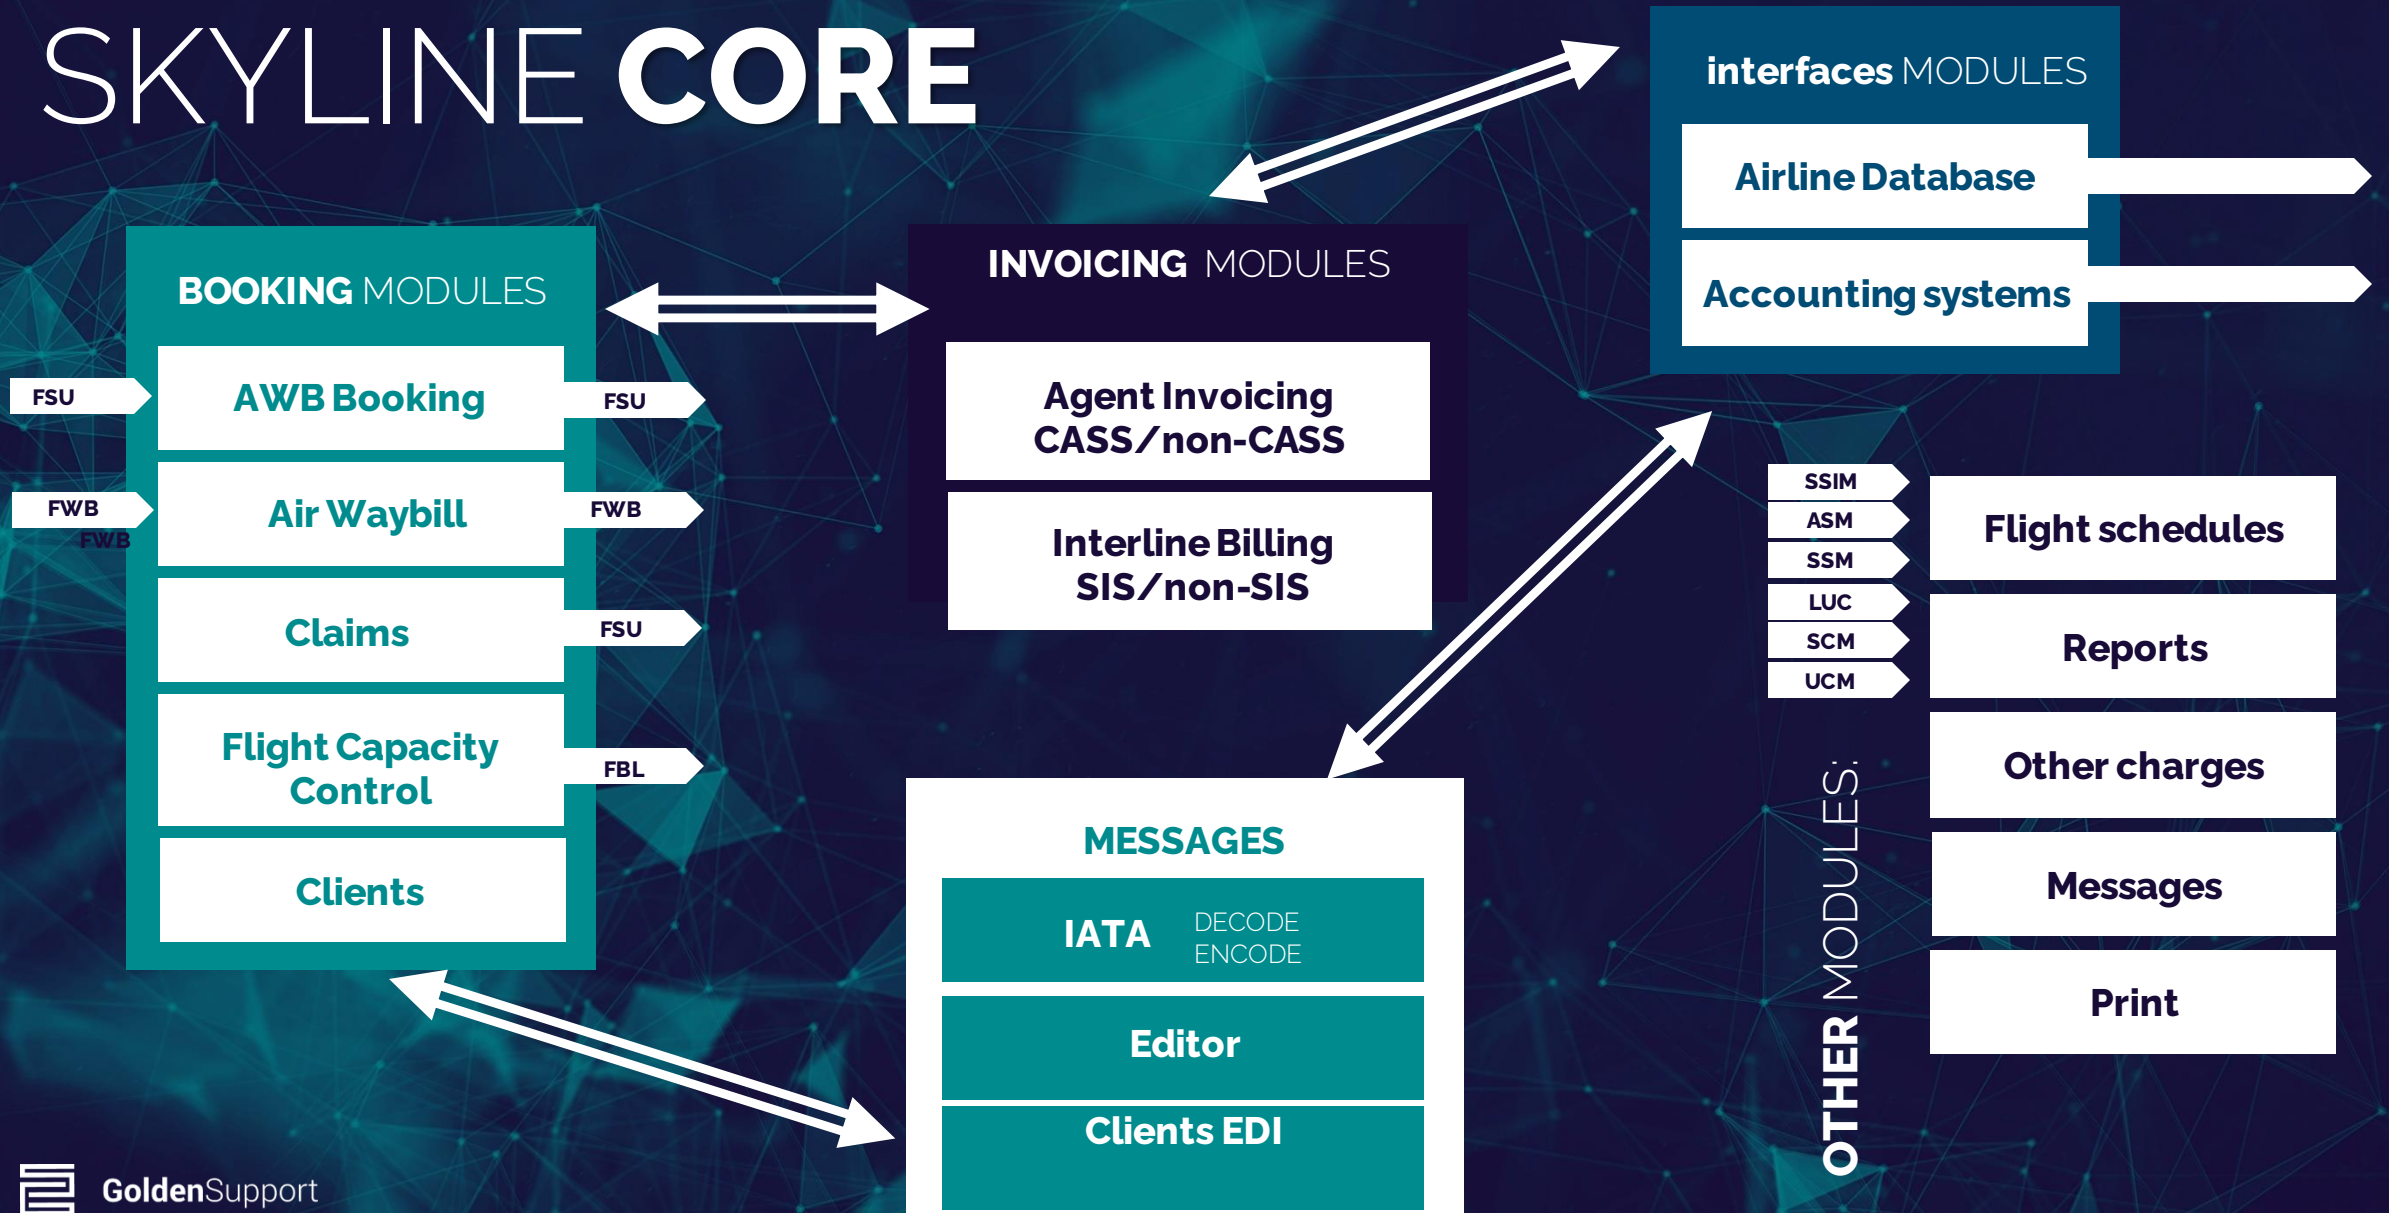 SKYLINE CORE
BOOKING MODULES
FSU
AWB Booking
FSU
FWB
FWB
Air Waybill
FWB
Claims
FSU
Flight Capacity
Control
FBL
Clients
INVOICING MODULES
Agent Invoicing
CASS/non-CASS
Interline Billing
SIS/non-SIS
MESSAGES
IATA
DECODE
ENCODE
Editor
Clients EDI
interfaces MODULES
Airline Database
Accounting systems
SSIM
ASM
SSM
LUC
SCM
UCM
OTHER MODULES:
Flight schedules
Reports
Other charges
Messages
Print
GoldenSupport